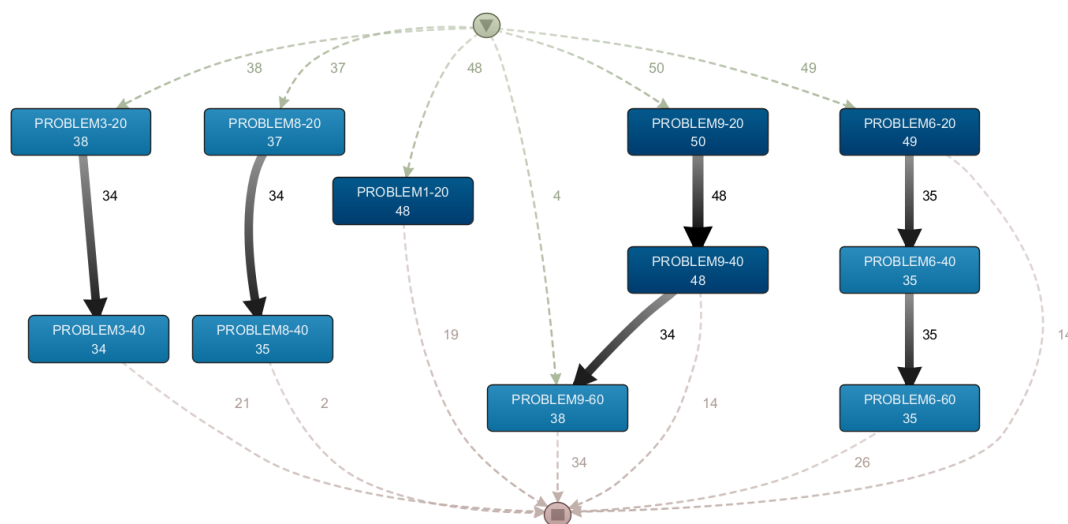 38
37
48
50
49
PROBLEM3-20
38
PROBLEM8-20
37
PROBLEM9-20
50
PROBLEM6-20
49
34
34
PROBLEM1-20
48
4
48
35
PROBLEM9-40
48
PROBLEM6-40
35
PROBLEM3-40
34
PROBLEM8-40
35
19
34
35
14
PROBLEM9-60
38
PROBLEM6-60
35
21
2
14
34
26